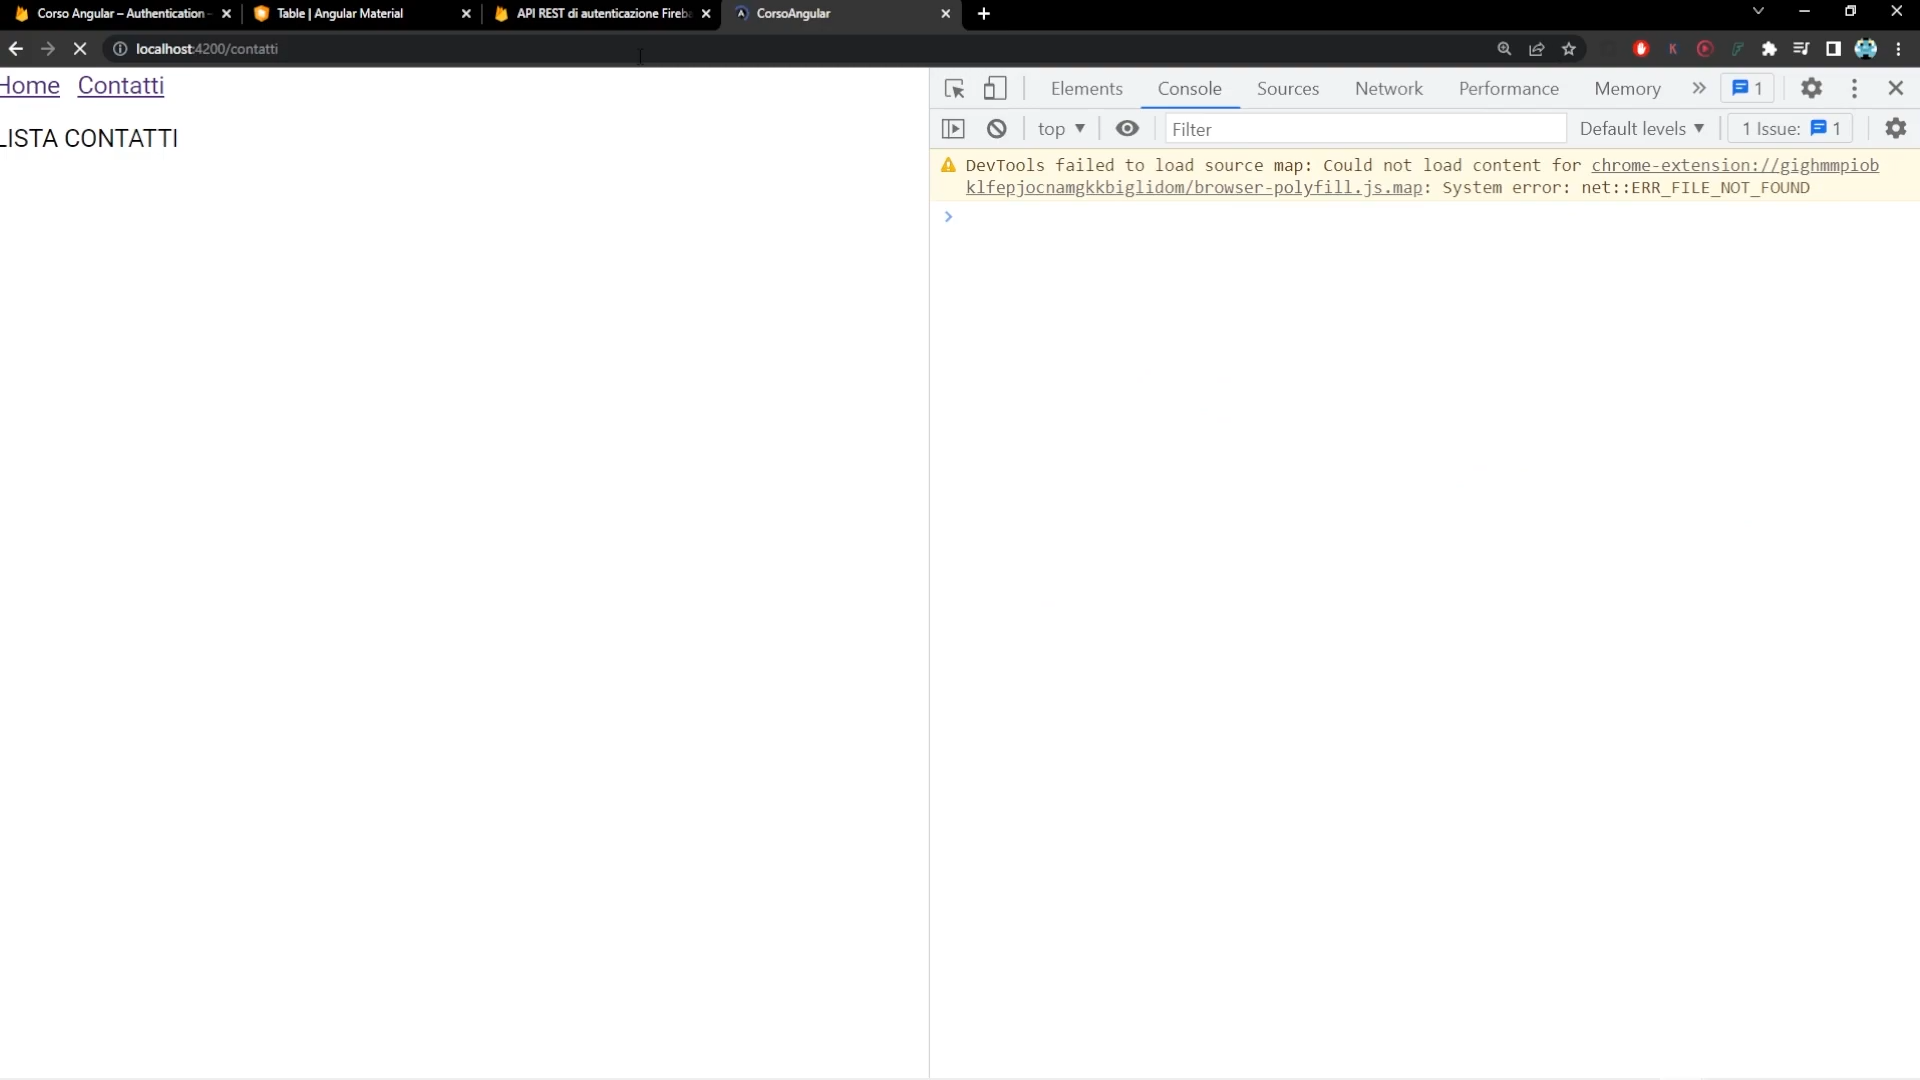 Corso Angular – Authentication -
Table | Angular Material
API REST di autenticazione Fireba
CorsoAngular
localhost:4200/contatti
Home Contatti
LISTA CONTATTI
Elements Console Sources Network Performance Memory 1
top Filter Default levels 1 Issue: 1
DevTools failed to load source map: Could not load content for chrome-extension://gighmmpiob
klfepjocnamgkkbiglidom/browser-polyfill.js.map: System error: net::ERR_FILE_NOT_FOUND